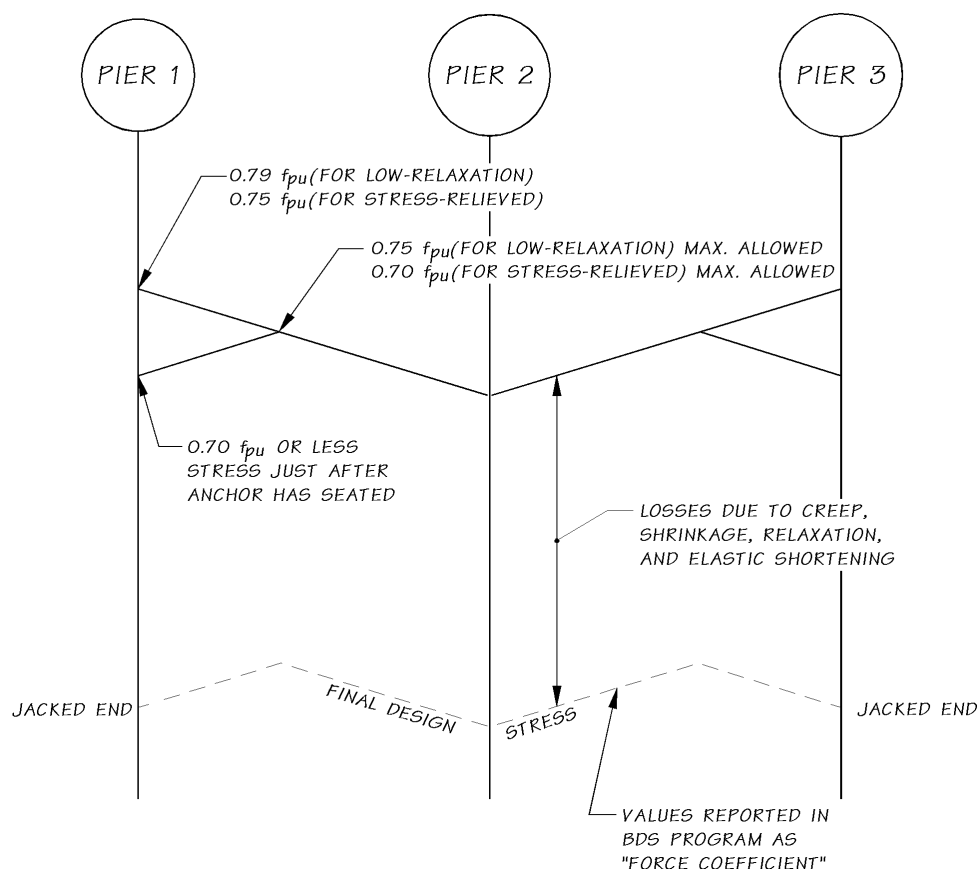 PIER 1
PIER 2
PIER 3
0.79 fpu (FOR LOW-RELAXATION)
0.75 fpu (FOR STRESS-RELIEVED)
0.75 fpu (FOR LOW-RELAXATION) MAX. ALLOWED
0.70 fpu (FOR STRESS-RELIEVED) MAX. ALLOWED
0.70 fpu OR LESS
STRESS JUST AFTER
ANCHOR HAS SEATED
LOSSES DUE TO CREEP,
SHRINKAGE, RELAXATION,
AND ELASTIC SHORTENING
JACKED END
FINAL DESIGN
STRESS
JACKED END
VALUES REPORTED IN
BDS PROGRAM AS
"FORCE COEFFICIENT"